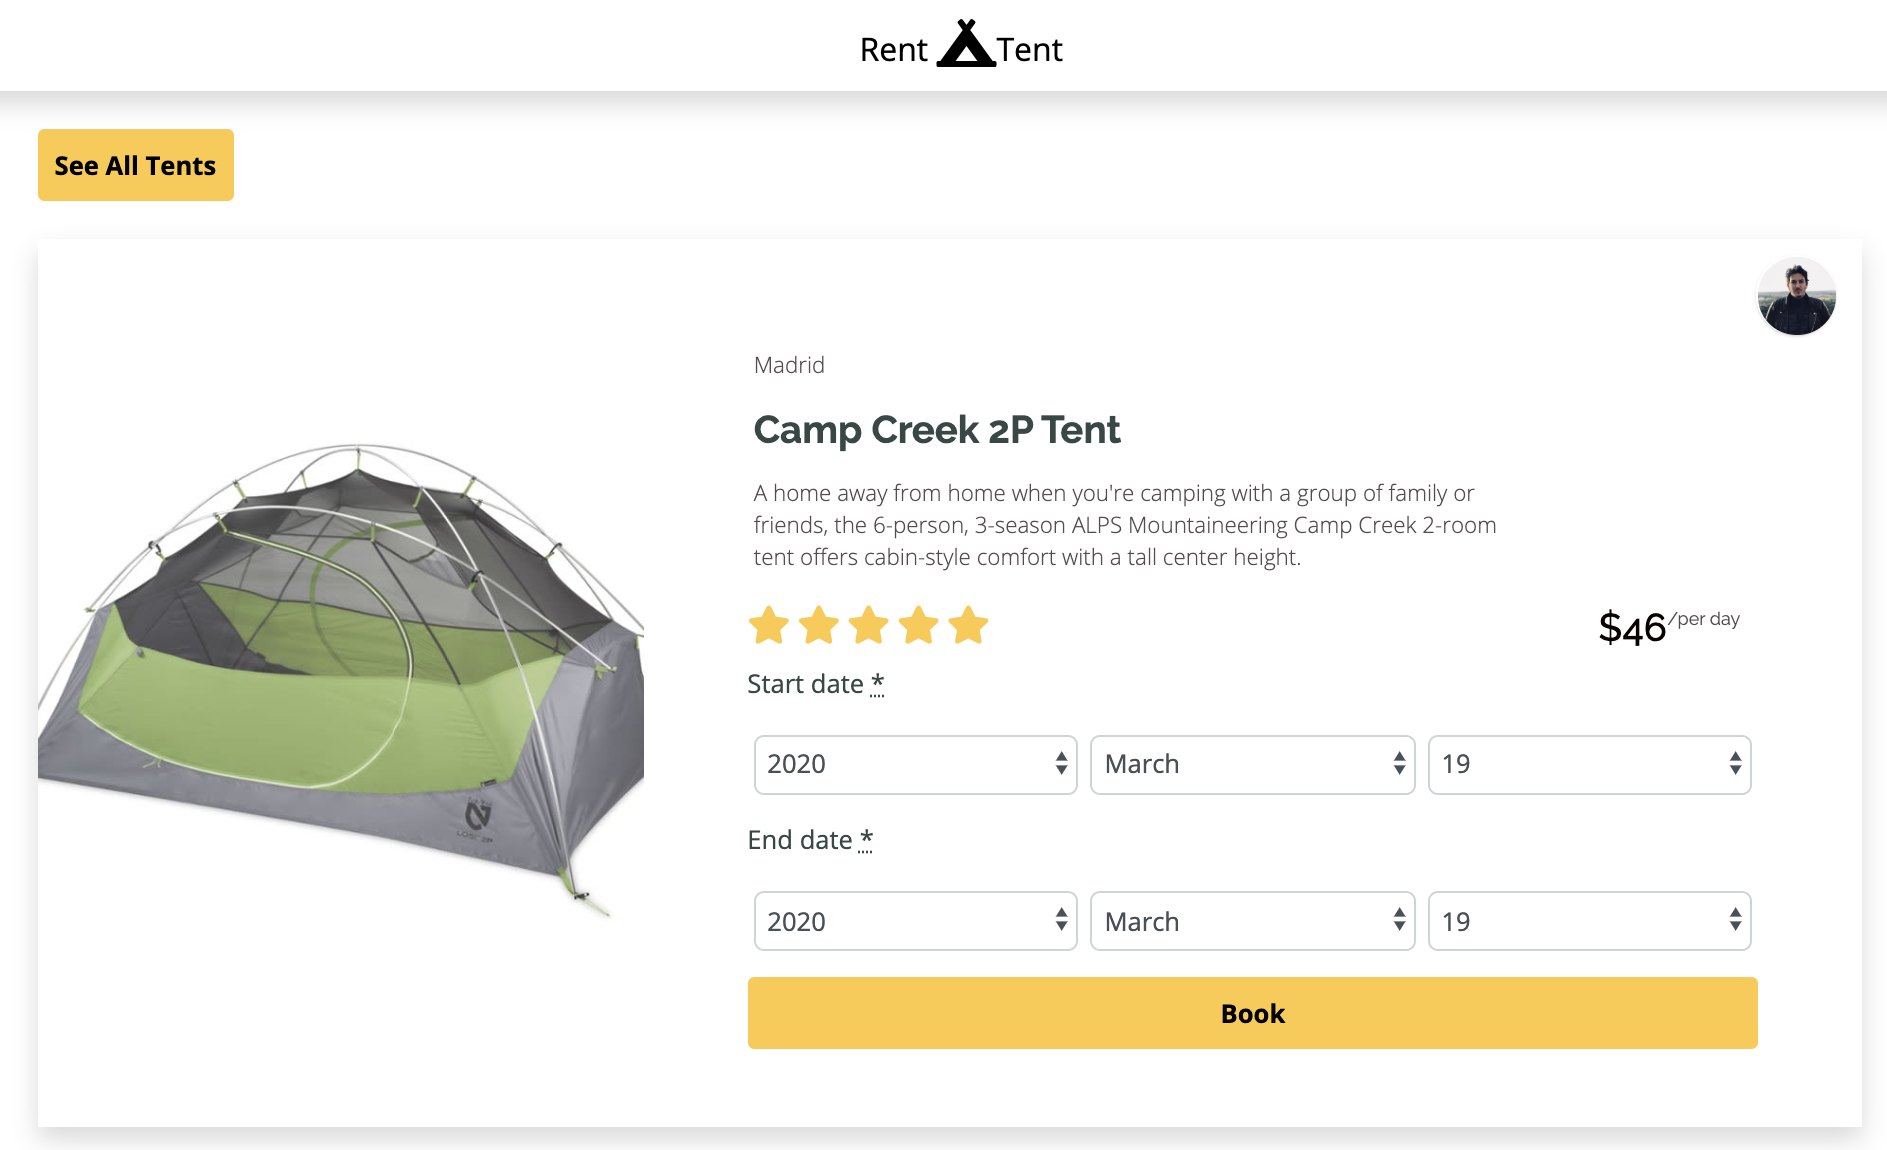 Rent Tent
See All Tents
Madrid
Camp Creek 2P Tent
A home away from home when you're camping with a group of family or
friends, the 6-person, 3-season ALPS Mountaineering Camp Creek 2-room
tent offers cabin-style comfort with a tall center height.
$46/per day
Start date *
2020 March 19
End date *
2020 March 19
Book